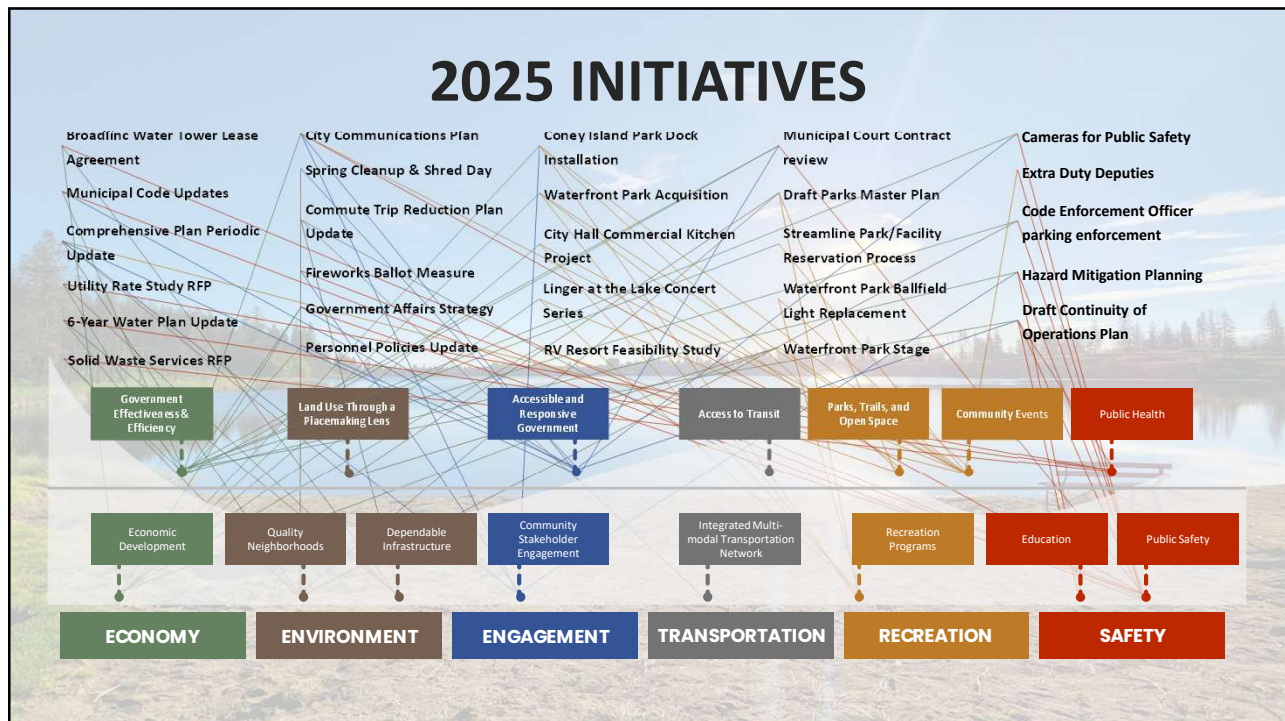 2025 INITIATIVES
Broadlinc Water Tower Lease
Agreement
Municipal Code Updates
Comprehensive Plan Periodic
Update
Utility Rate Study RFP
6-Year Water Plan Update
Solid Waste Services RFP
City Communications Plan
Spring Cleanup & Shred Day
Commute Trip Reduction Plan
Update
Fireworks Ballot Measure
Government Affairs Strategy
Personnel Policies Update
Coney Island Park Dock
Installation
Waterfront Park Acquisition
City Hall Commercial Kitchen
Project
Linger at the Lake Concert
Series
RV Resort Feasibility Study
Municipal Court Contract
review
Draft Parks Master Plan
Streamline Park/Facility
Reservation Process
Waterfront Park Ballfield
Light Replacement
Waterfront Park Stage
Cameras for Public Safety
Extra Duty Deputies
Code Enforcement Officer
parking enforcement
Hazard Mitigation Planning
Draft Continuity of
Operations Plan
Government
Effectiveness &
Efficiency
Land Use Through a
Placemaking Lens
Accessible and
Responsive
Government
Access to Transit
Parks, Trails, and
Open Space
Community Events
Public Health
Economic
Development
Quality
Neighborhoods
Dependable
Infrastructure
Community
Stakeholder
Engagement
Integrated Multi-
modal Transportation
Network
Recreation
Programs
Education
Public Safety
ECONOMY
ENVIRONMENT
ENGAGEMENT
TRANSPORTATION
RECREATION
SAFETY